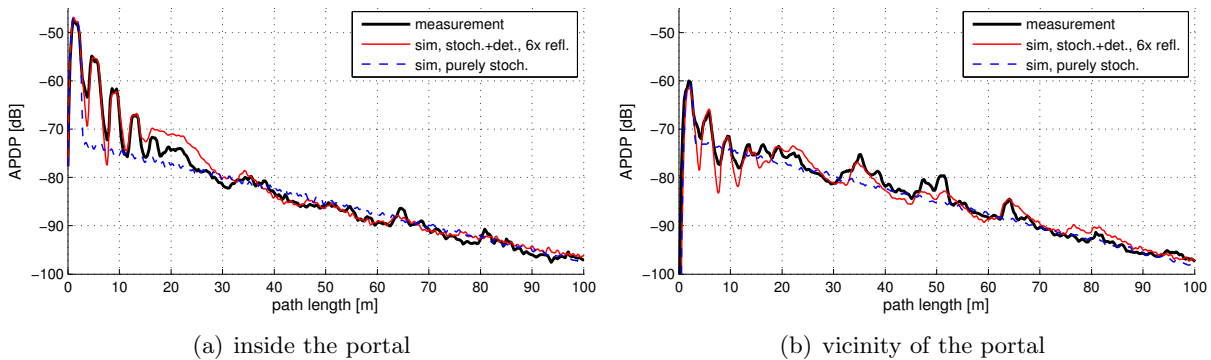 −50
−60
−70
−80
−90
−100
APDP [dB]
0 10 20 30 40 50 60 70 80 90 100
path length [m]
measurement
sim, stoch.+det., 6x refl.
sim, purely stoch.
(a) inside the portal
−50
−60
−70
−80
−90
−100
APDP [dB]
0 10 20 30 40 50 60 70 80 90 100
path length [m]
measurement
sim, stoch.+det., 6x refl.
sim, purely stoch.
(b) vicinity of the portal